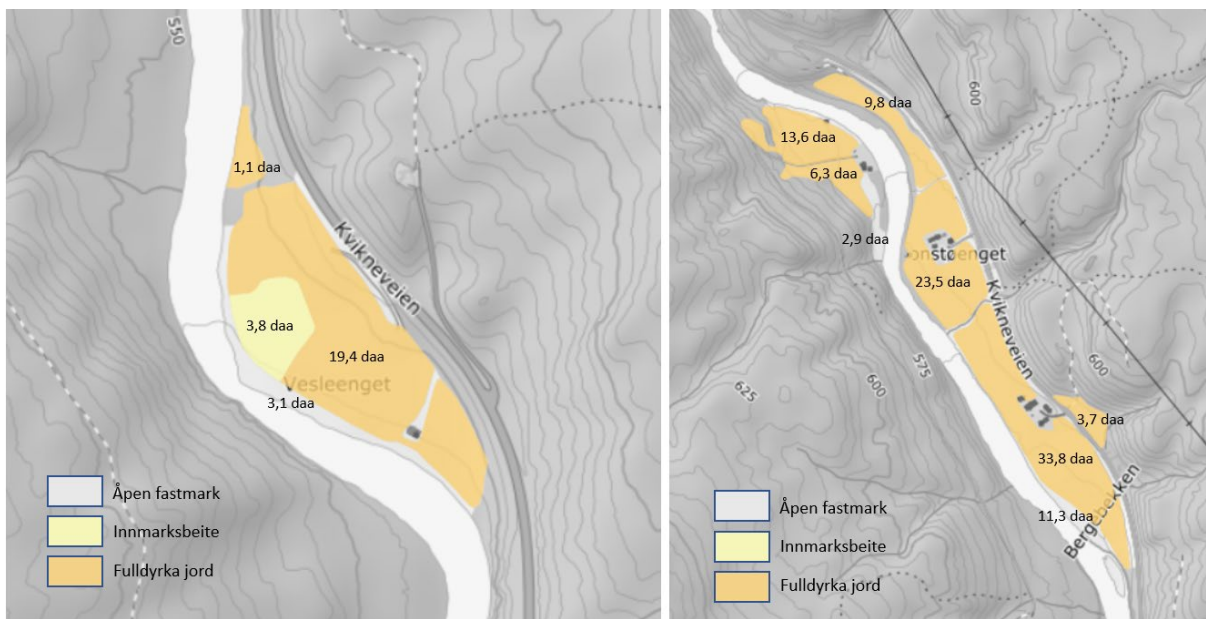 550
1,1 daa
Kvikneveien
3,8 daa
19,4 daa
Vesleenget
3,1 daa
Åpen fastmark
Innmarksbeite
Fulldyrka jord
600
9,8 daa
13,6 daa
6,3 daa
2,9 daa
onstøenget
23,5 daa
Kvikneveien
575
600
625
600
3,7 daa
33,8 daa
11,3 daa
Bergebekken
Åpen fastmark
Innmarksbeite
Fulldyrka jord